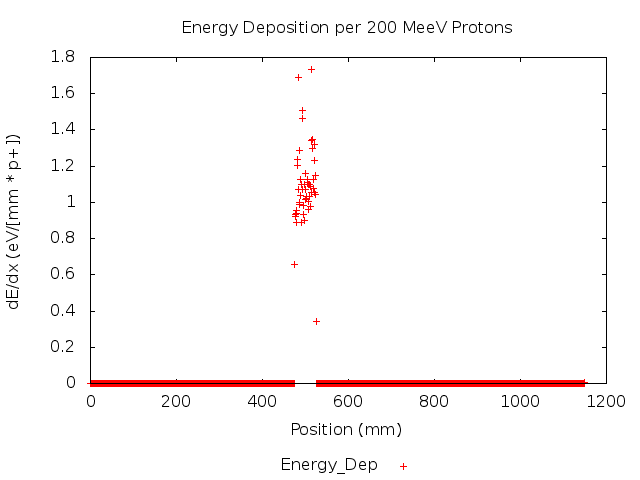 Energy Deposition per 200 MeeV Protons
1.8
1.6
1.4
1.2
1
0.8
0.6
0.4
0.2
0
dE/dx (eV/[mm * p+])
0 200 400 600 800 1000 1200
Position (mm)
Energy_Dep